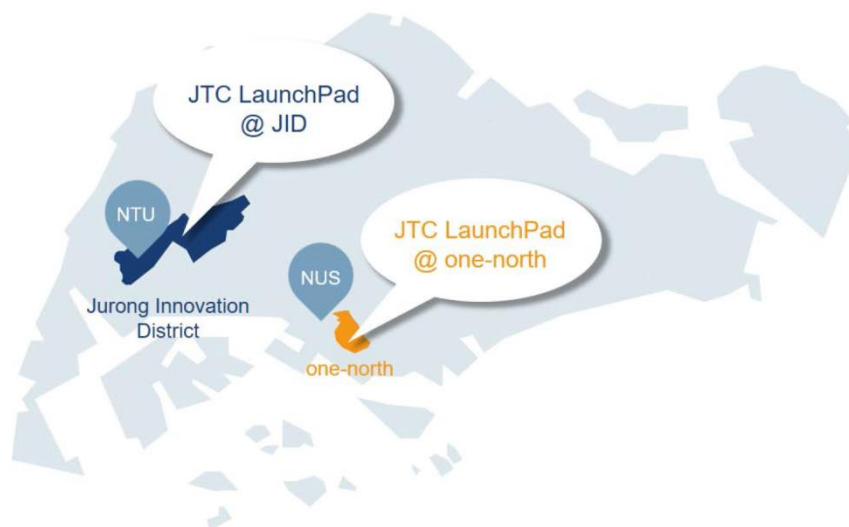 JTC LaunchPad
@ JID
NTU
JTC LaunchPad
@ one-north
NUS
Jurong Innovation
District
one-north